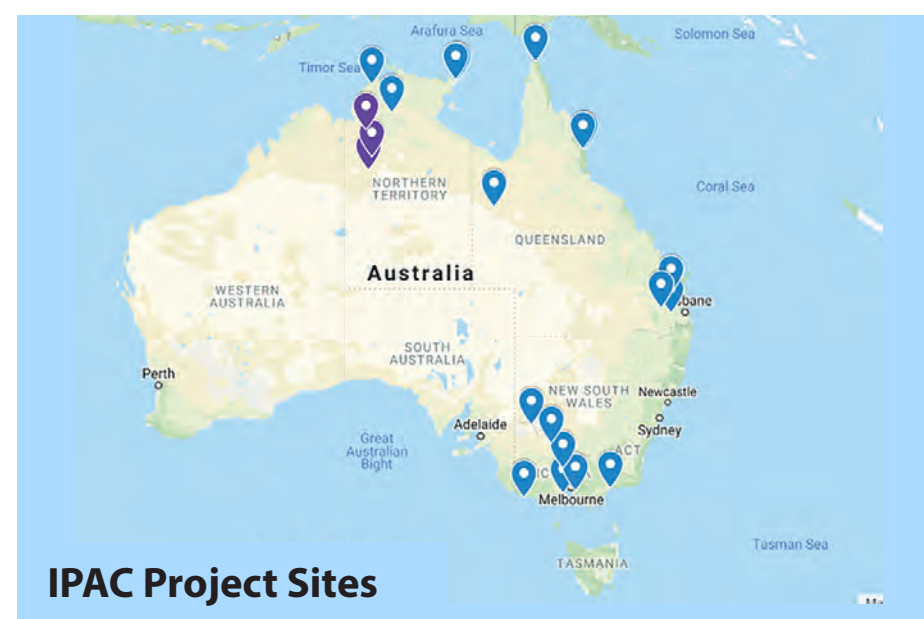 Arafura Sea
Solomon Sea
Timor Sea
NORTHERN
TERRITORY
Coral Sea
QUEENSLAND
Australia
WESTERN
AUSTRALIA
SOUTH
AUSTRALIA
Perth
NEW SOUTH
WALES
Newcastle
Adelaide
Sydney
Great
Australian
Bight
ACT
Melbourne
Tasman Sea
TASMANIA
IPAC Project Sites